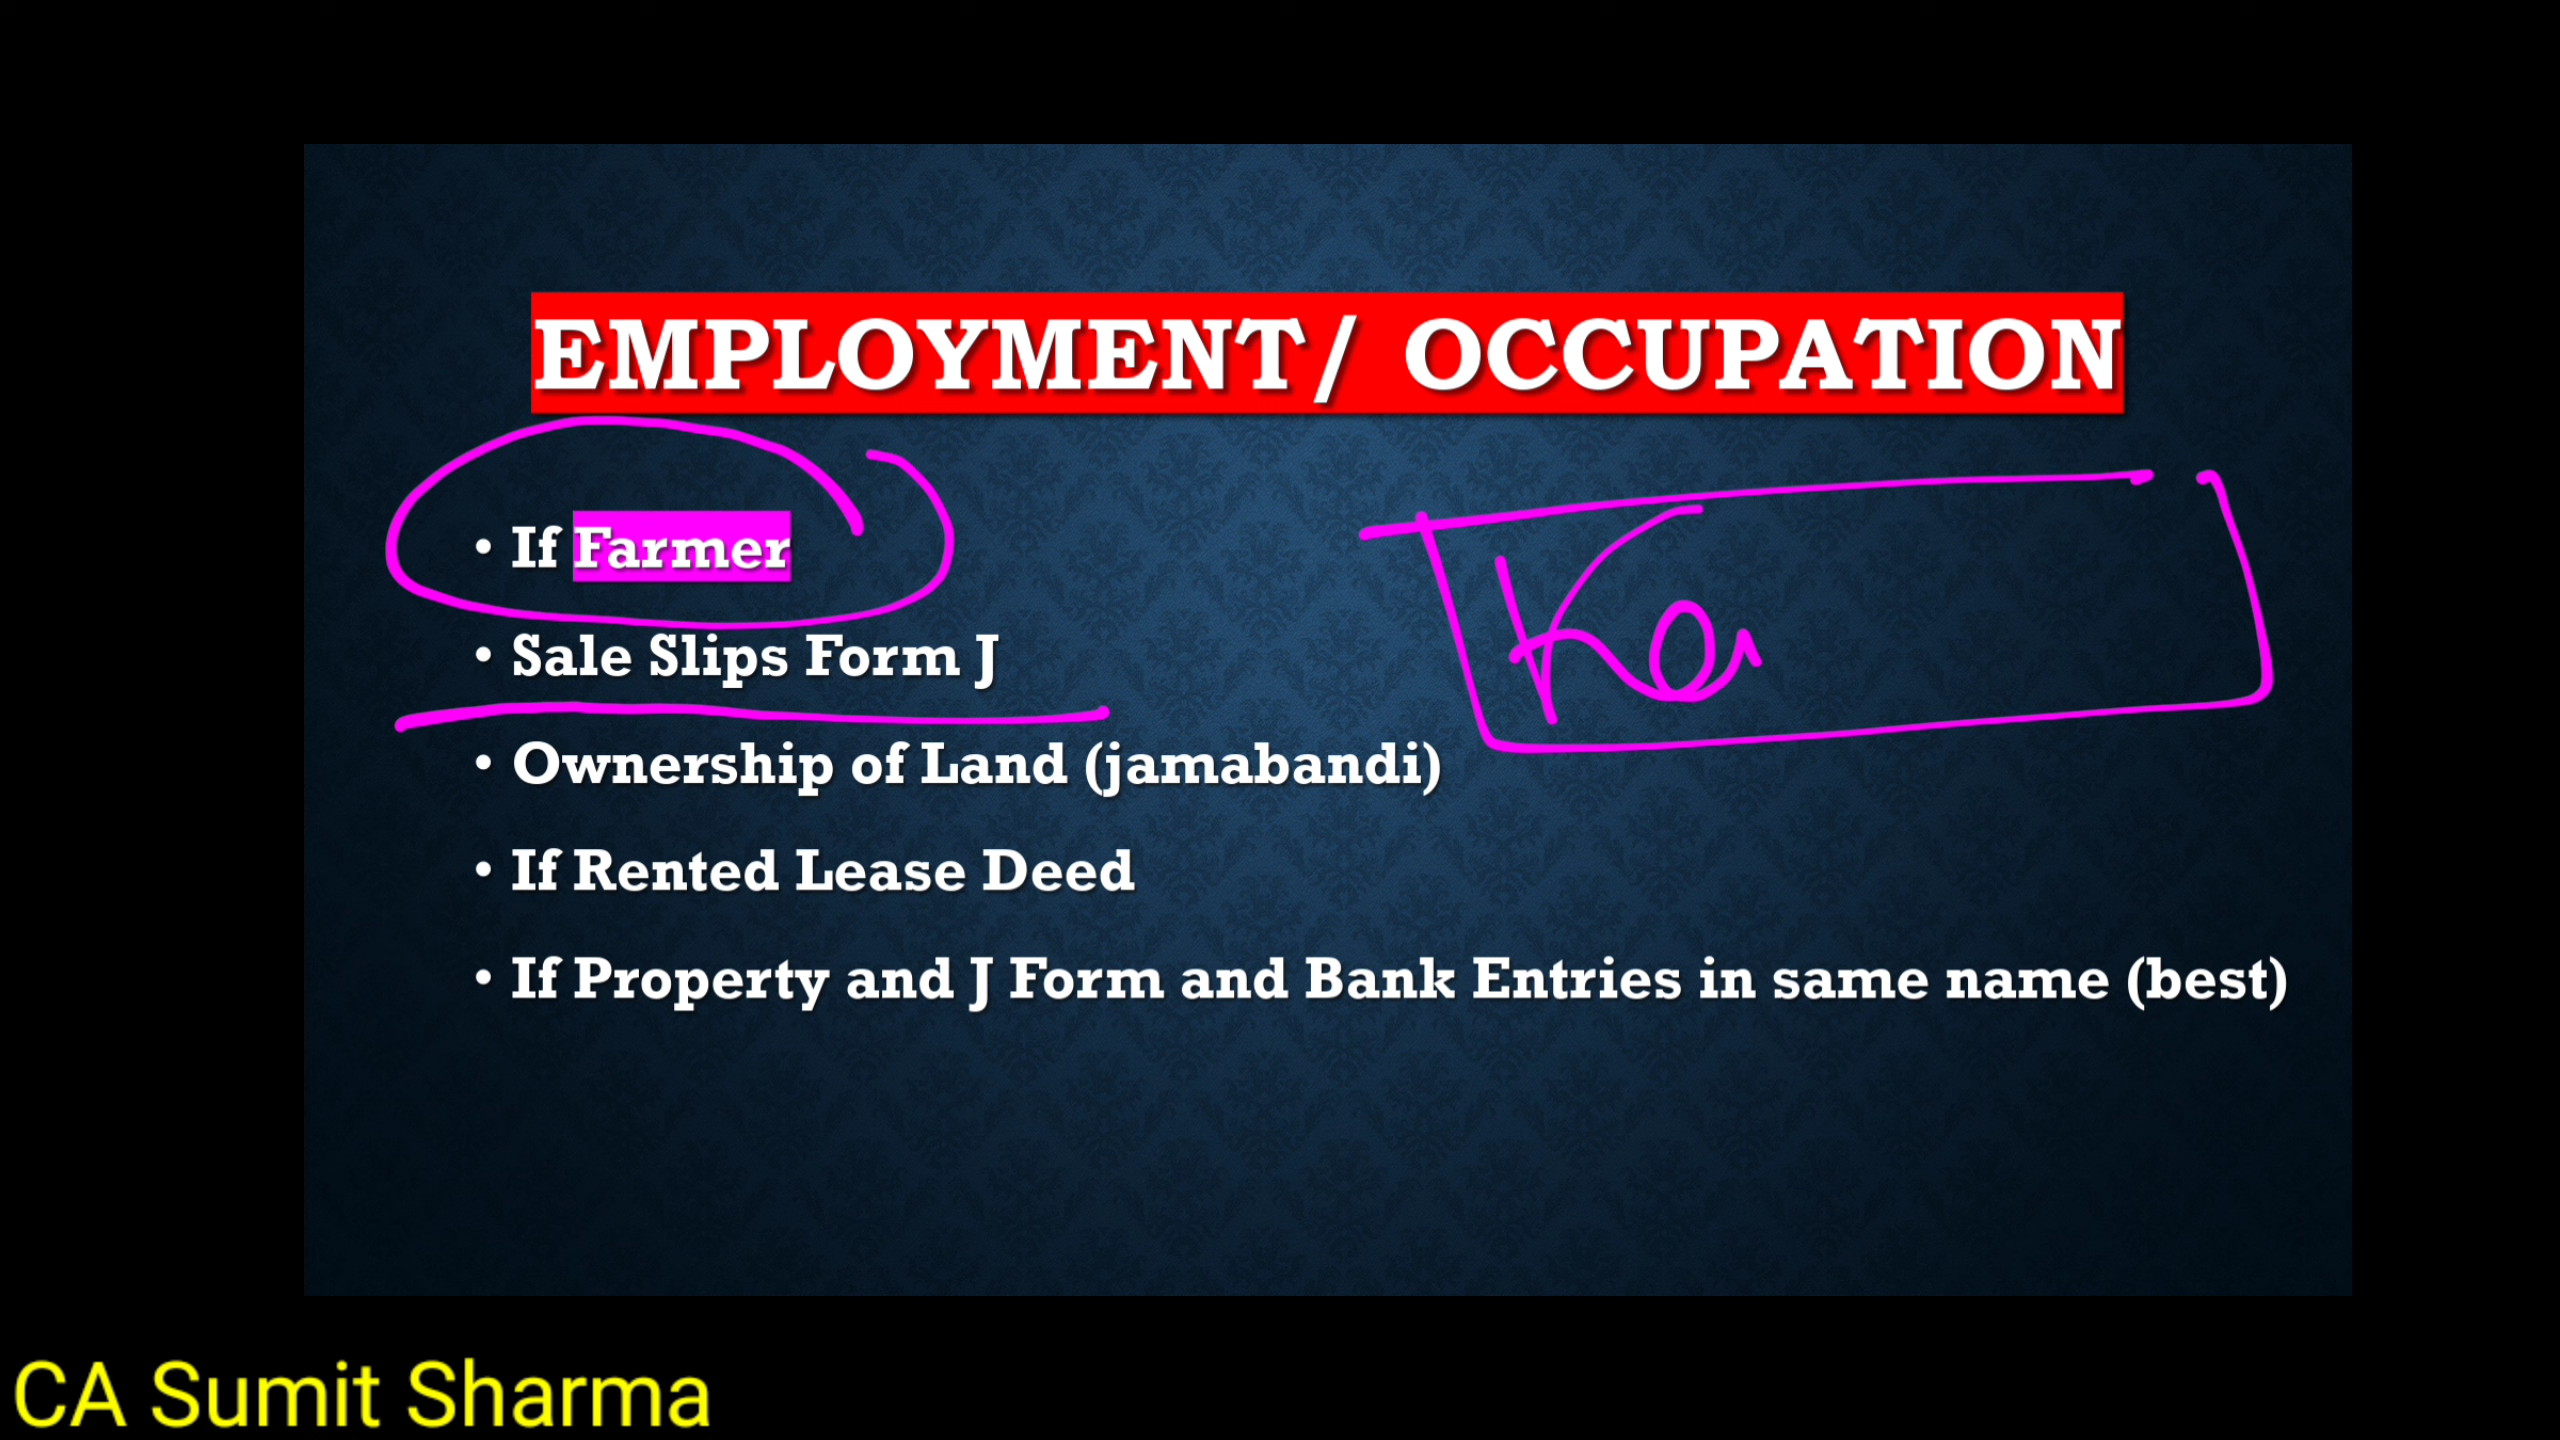 EMPLOYMENT/ OCCUPATION
• If Farmer
• Sale Slips Form J
• Ownership of Land (jamabandi)
• If Rented Lease Deed
• If Property and J Form and Bank Entries in same name (best)
CA Sumit Sharma